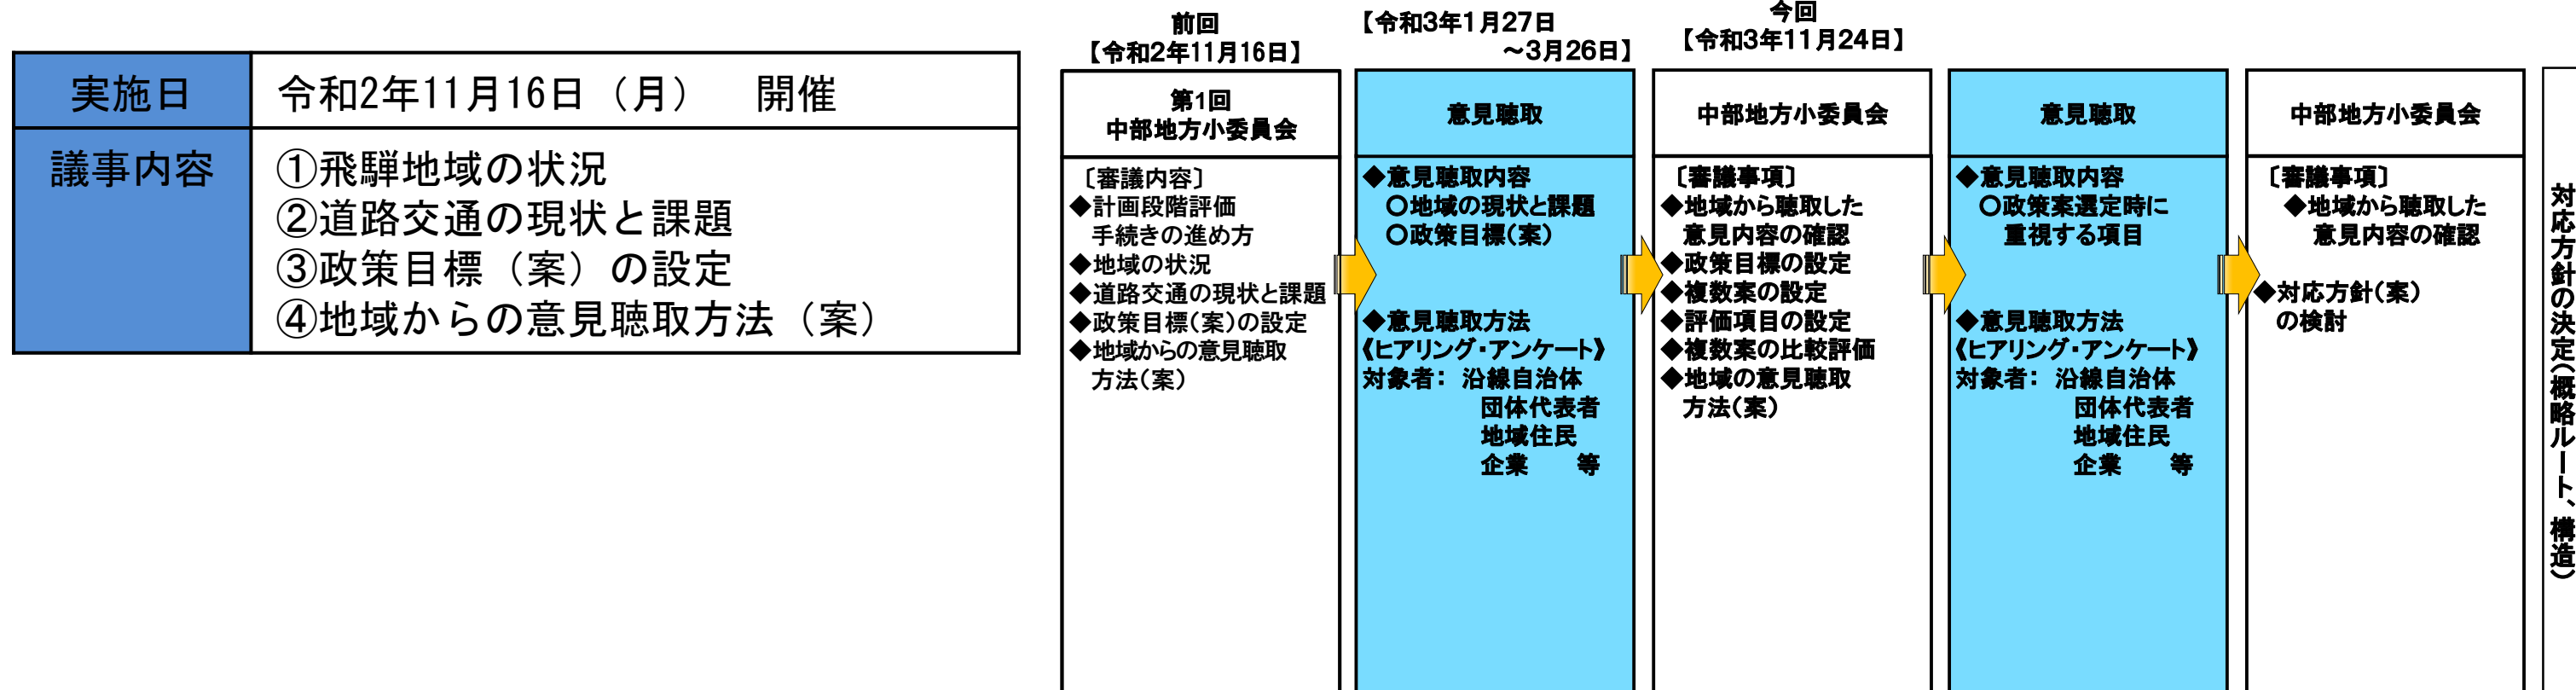 実施日
令和2年11月16日（月）　開催
議事内容
①飛騨地域の状況
②道路交通の現状と課題
③政策目標（案）の設定
④地域からの意見聴取方法（案）
前回
【令和2年11月16日】
第1回
中部地方小委員会
〔審議内容〕
◆計画段階評価
手続きの進め方
◆地域の状況
◆道路交通の現状と課題
◆政策目標(案)の設定
◆地域からの意見聴取
方法(案)
【令和3年1月27日
～3月26日】
意見聴取
◆意見聴取内容
○地域の現状と課題
○政策目標(案)
◆意見聴取方法
《ヒアリング・アンケート》
対象者： 沿線自治体
団体代表者
地域住民
企業　等
今回
【令和3年11月24日】
中部地方小委員会
〔審議事項〕
◆地域から聴取した
意見内容の確認
◆政策目標の設定
◆複数案の設定
◆評価項目の設定
◆複数案の比較評価
◆地域の意見聴取
方法(案)
意見聴取
◆意見聴取内容
○政策案選定時に
重視する項目
◆意見聴取方法
《ヒアリング・アンケート》
対象者： 沿線自治体
団体代表者
地域住民
企業　等
中部地方小委員会
〔審議事項〕
◆地域から聴取した
意見内容の確認
◆対応方針(案)
の検討
対応方針の決定(概略ルート、構造)